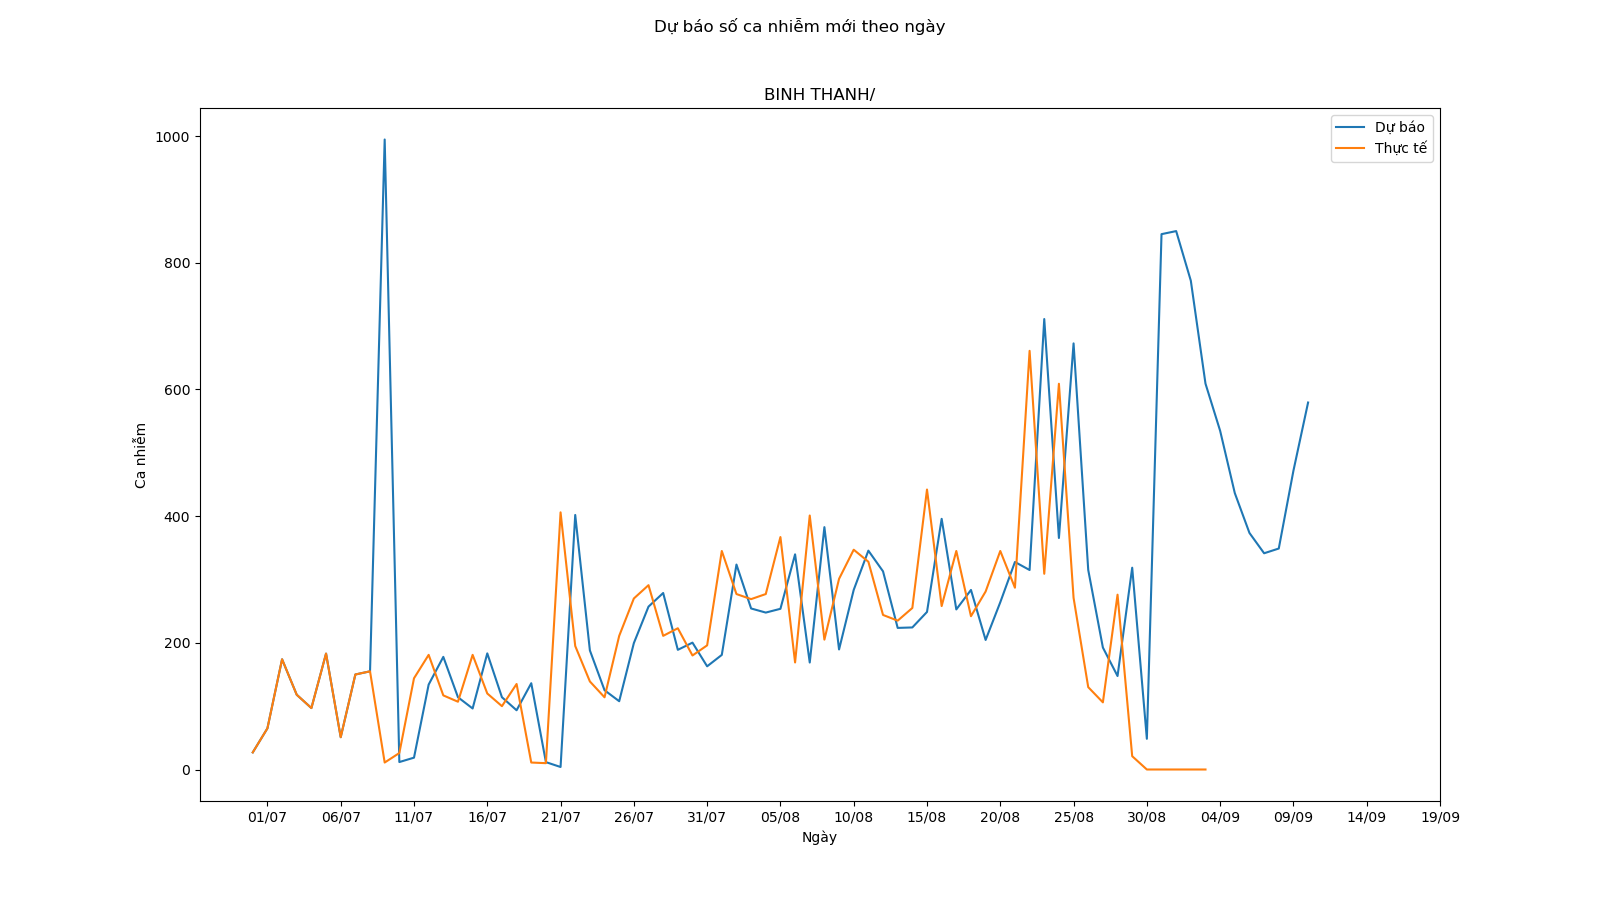 Dự báo số ca nhiễm mới theo ngày
BINH THANH/
Dự báo
Thực tế
1000
800
600
400
200
0
Ca nhiễm
01/07 06/07 11/07 16/07 21/07 26/07 31/07 05/08 10/08 15/08 20/08 25/08 30/08 04/09 09/09 14/09 19/09
Ngày